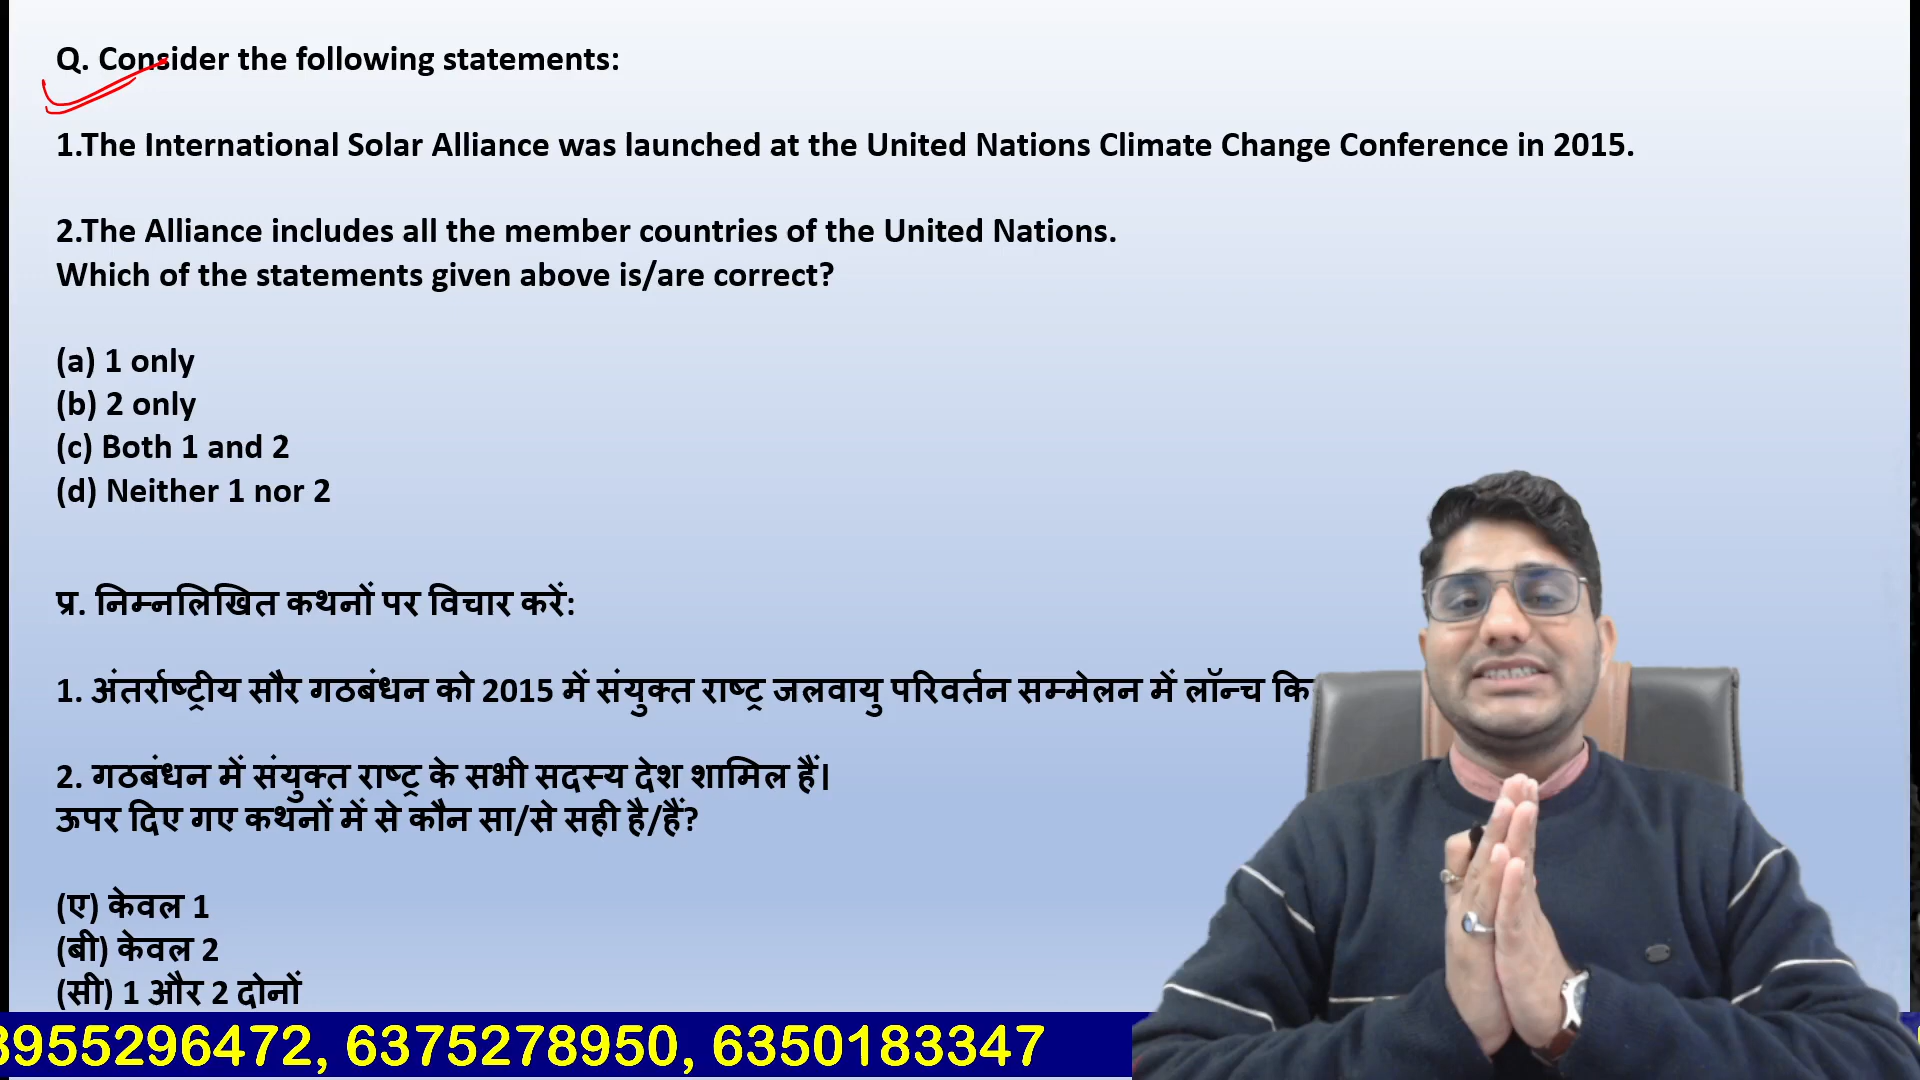 Q. Consider the following statements:
1.The International Solar Alliance was launched at the United Nations Climate Change Conference in 2015.
2.The Alliance includes all the member countries of the United Nations.
Which of the statements given above is/are correct?
(a) 1 only
(b) 2 only
(c) Both 1 and 2
(d) Neither 1 nor 2
प्र. निम्नलिखित कथनों पर विचार करें:
1. अंतर्राष्ट्रीय सौर गठबंधन को 2015 में संयुक्त राष्ट्र जलवायु परिवर्तन सम्मेलन में लॉन्च कि
2. गठबंधन में संयुक्त राष्ट्र के सभी सदस्य देश शामिल हैं।
ऊपर दिए गए कथनों में से कौन सा/से सही है/हैं?
(ए) केवल 1
(बी) केवल 2
(सी) 1 और 2 दोनों
8955296472, 6375278950, 6350183347